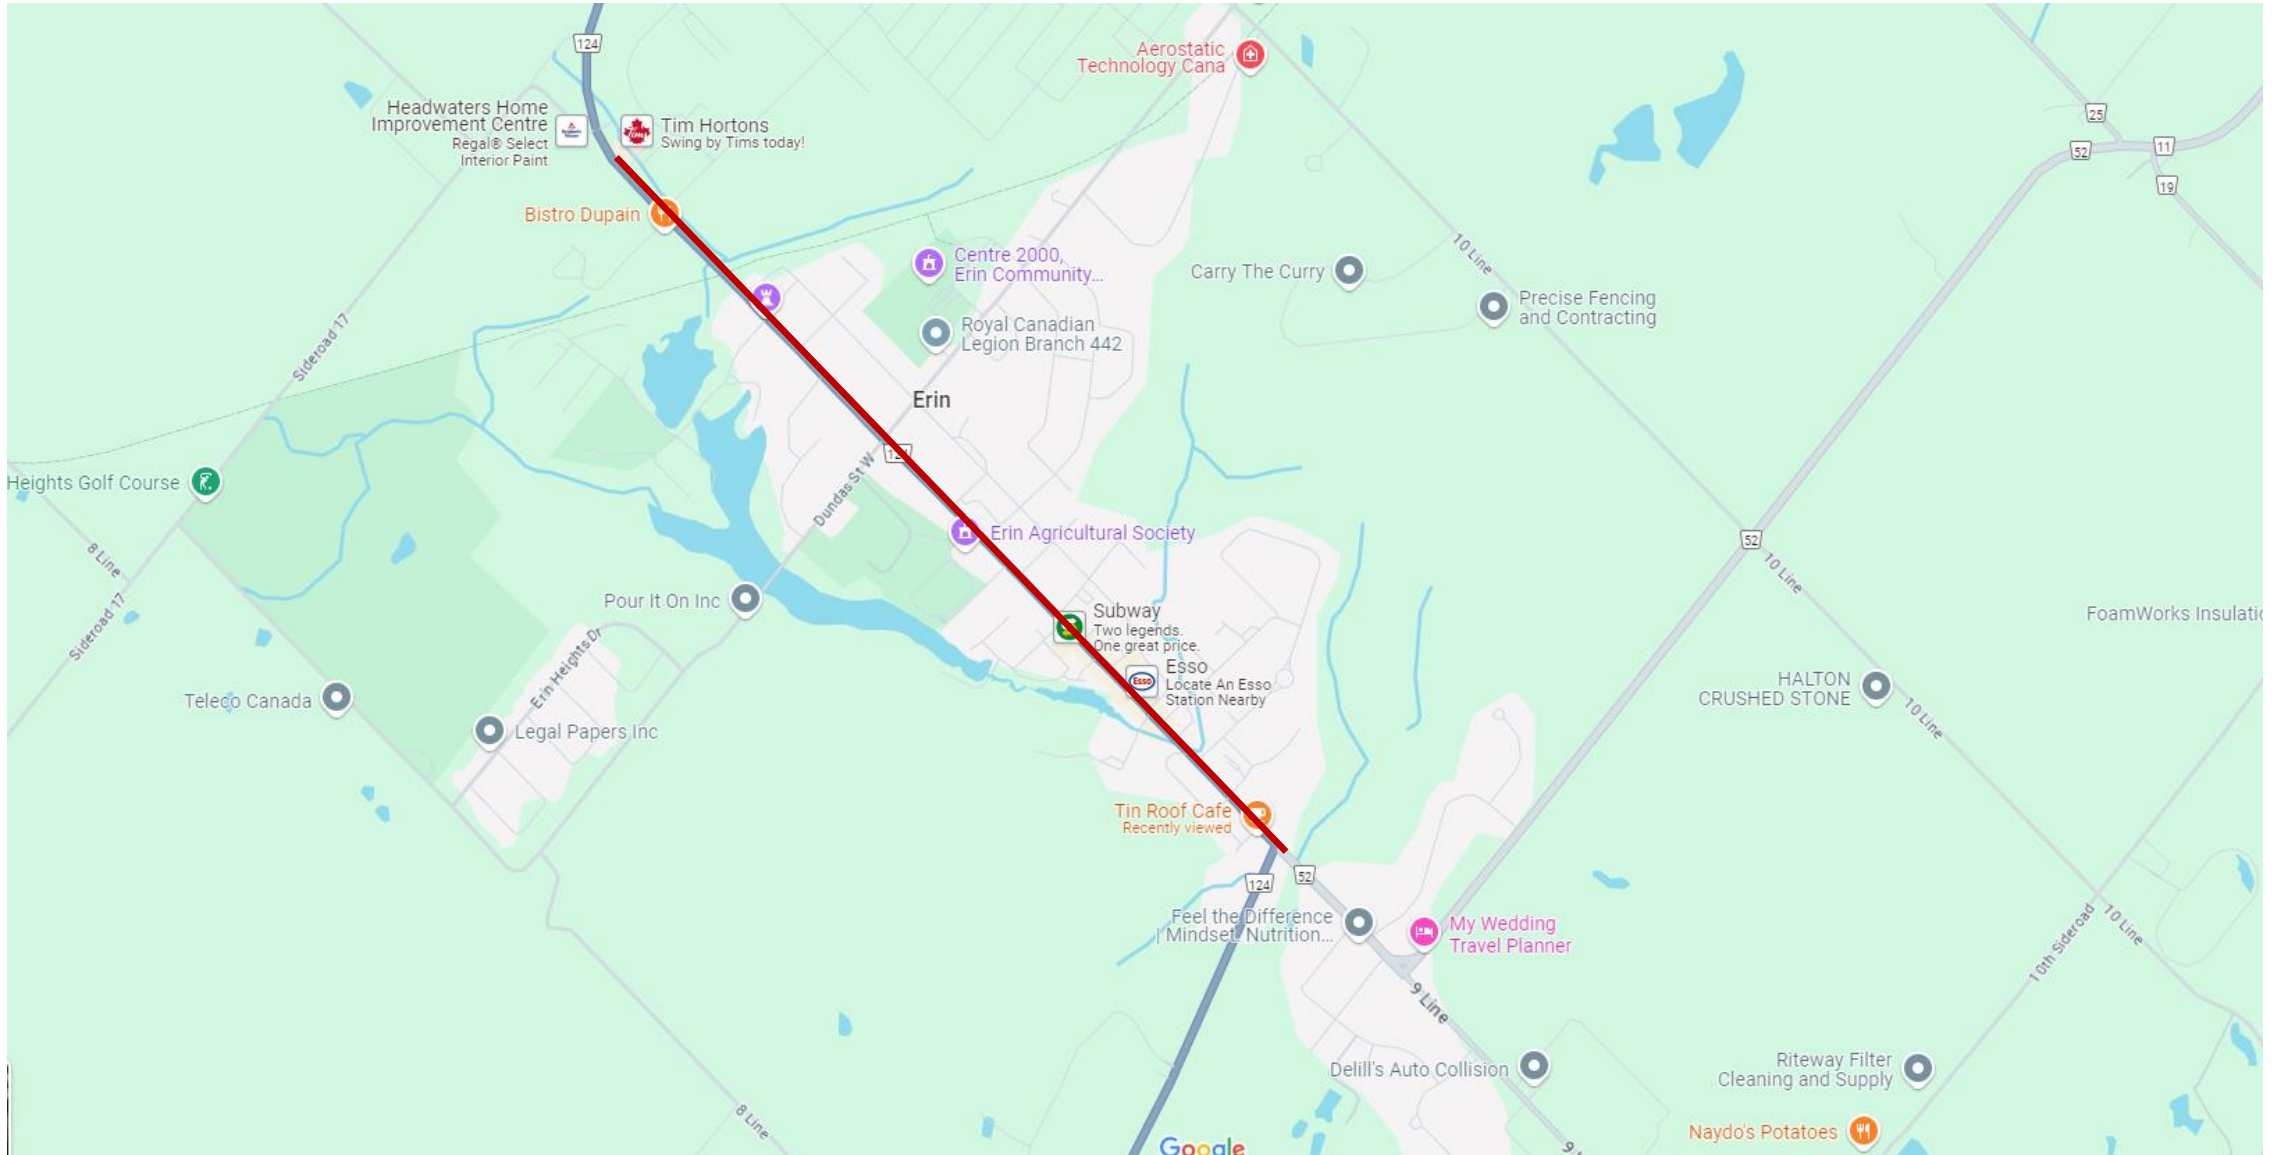 124
Aerostatic
Technology Cana
Headwaters Home
Improvement Centre
Regal® Select
Interior Paint
Tim Hortons
Swing by Tims today!
25
52
11
19
Bistro Dupain
Centre 2000,
Erin Community...
Carry The Curry
10 Line
Precise Fencing
and Contracting
Royal Canadian
Legion Branch 442
Sideroad 17
Erin
Heights Golf Course
Dundas St W
Erin Agricultural Society
52
10 Line
8 Line
Sideroad 17
Pour It On Inc
Subway
Two legends.
One great price.
Esso
Esso
Locate An Esso
Station Nearby
FoamWorks Insulatio
Erin Heights Dr
Teleco Canada
Legal Papers Inc
HALTON
CRUSHED STONE
10 Line
Tin Roof Cafe
Recently viewed
124
52
Feel the Difference
| Mindset, Nutrition...
My Wedding
Travel Planner
10 Line
10th Sideroad
9 Line
Delill's Auto Collision
Riteway Filter
Cleaning and Supply
8 Line
Naydo's Potatoes
Google